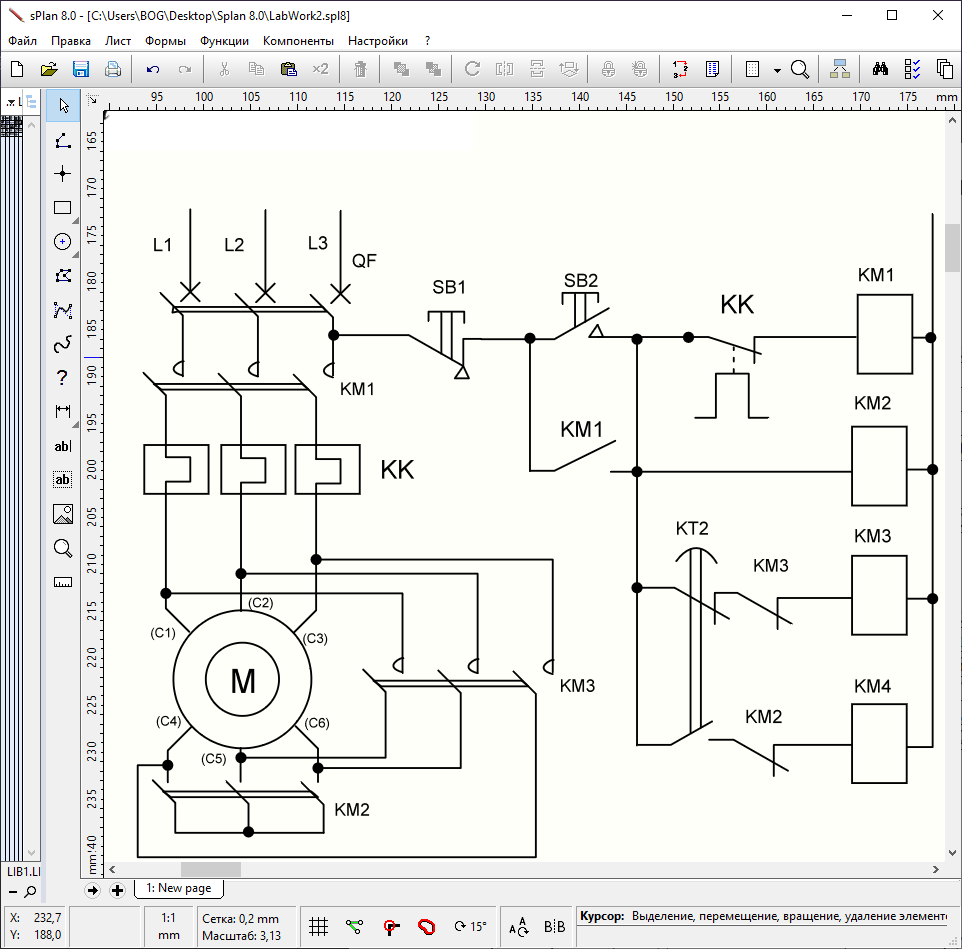 sPlan 8.0 - [C:\Users\BOG\Desktop\Splan 8.0\LabWork2.spl8]
Файл Правка Лист Формы Функции Компоненты Настройки ?
×2
L 95 100 105 110 115 120 125 130 135 140 145 150 155 160 165 170 175 mm
165
170
175
180
185
190
195
200
205
210
215
220
225
230
235
240
mm
?
ab|
ab
L1 L2 L3 QF
SB1 SB2 KK KM1
KM1
KM2
KM1
KK
KT2 KM3 KM3
(C1) (C2) (C3)
M
KM3
(C4) (C5) (C6)
KM2 KM4
KM2
LIB1.LI
1: New page
X: 232,7
Y: 188,0
1:1
mm
Сетка: 0,2 mm
Масштаб: 3,13
15°
A A
B|B
Курсор: Выделение, перемещение, вращение, удаление элементо